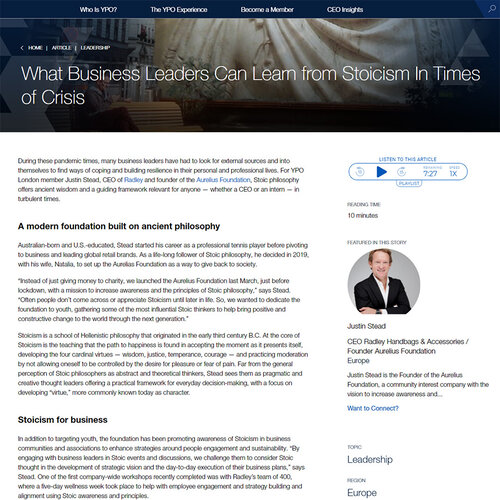 Who Is YPO?
The YPO Experience
Become a Member
CEO Insights
HOME | ARTICLE | LEADERSHIP
What Business Leaders Can Learn from Stoicism In Times
of Crisis
During these pandemic times, many business leaders have had to look for external sources and into
themselves to find ways of coping and building resilience in their personal and professional lives. For YPO
London member Justin Stead, CEO of Radley and founder of the Aurelius Foundation, Stoic philosophy
offers ancient wisdom and a guiding framework relevant for anyone — whether a CEO or an intern — in
turbulent times.
A modern foundation built on ancient philosophy
Australian-born and U.S.-educated, Stead started his career as a professional tennis player before pivoting
to business and leading global retail brands. As a life-long follower of Stoic philosophy, he decided in 2019,
with his wife, Natalia, to set up the Aurelius Foundation as a way to give back to society.
“Instead of just giving money to charity, we launched the Aurelius Foundation last March, just before
lockdown, with a mission to increase awareness and the principles of Stoic philosophy,” says Stead.
“Often people don’t come across or appreciate Stoicism until later in life. So, we wanted to dedicate the
foundation to youth, gathering some of the most influential Stoic thinkers to help bring positive and
constructive change to the world through the next generation.”
Stoicism is a school of Hellenistic philosophy that originated in the early third century B.C. At the core of
Stoicism is the teaching that the path to happiness is found in accepting the moment as it presents itself,
developing the four cardinal virtues — wisdom, justice, temperance, courage — and practicing moderation
by not allowing oneself to be controlled by the desire for pleasure or fear of pain. Far from the general
perception of Stoic philosophers as abstract and theoretical thinkers, Stead sees them as pragmatic and
creative thought leaders offering a practical framework for everyday decision-making, with a focus on
developing “virtue,” more commonly known today as character.
Stoicism for business
In addition to targeting youth, the foundation has been promoting awareness of Stoicism in business
communities and associations to enhance strategies around people engagement and sustainability. “By
engaging with business leaders in Stoic events and discussions, we challenge them to consider Stoic
thought in the development of strategic vision and the day-to-day execution of their business plans,” says
Stead. One of the first company-wide workshops recently completed was with Radley’s team of 400,
where a five-day wellness week took place to help with employee engagement and strategy building and
alignment using Stoic awareness and principles.
LISTEN TO THIS ARTICLE
REMAINING
SPEED
7:27
1X
PLAYLIST
READING TIME
10 minutes
FEATURED IN THIS STORY
Justin Stead
CEO Radley Handbags & Accessories /
Founder Aurelius Foundation
Europe
Justin Stead is the Founder of the Aurelius
Foundation, a community interest company with the
vision to increase awareness and...
Want to Connect?
TOPIC
Leadership
REGION
Europe